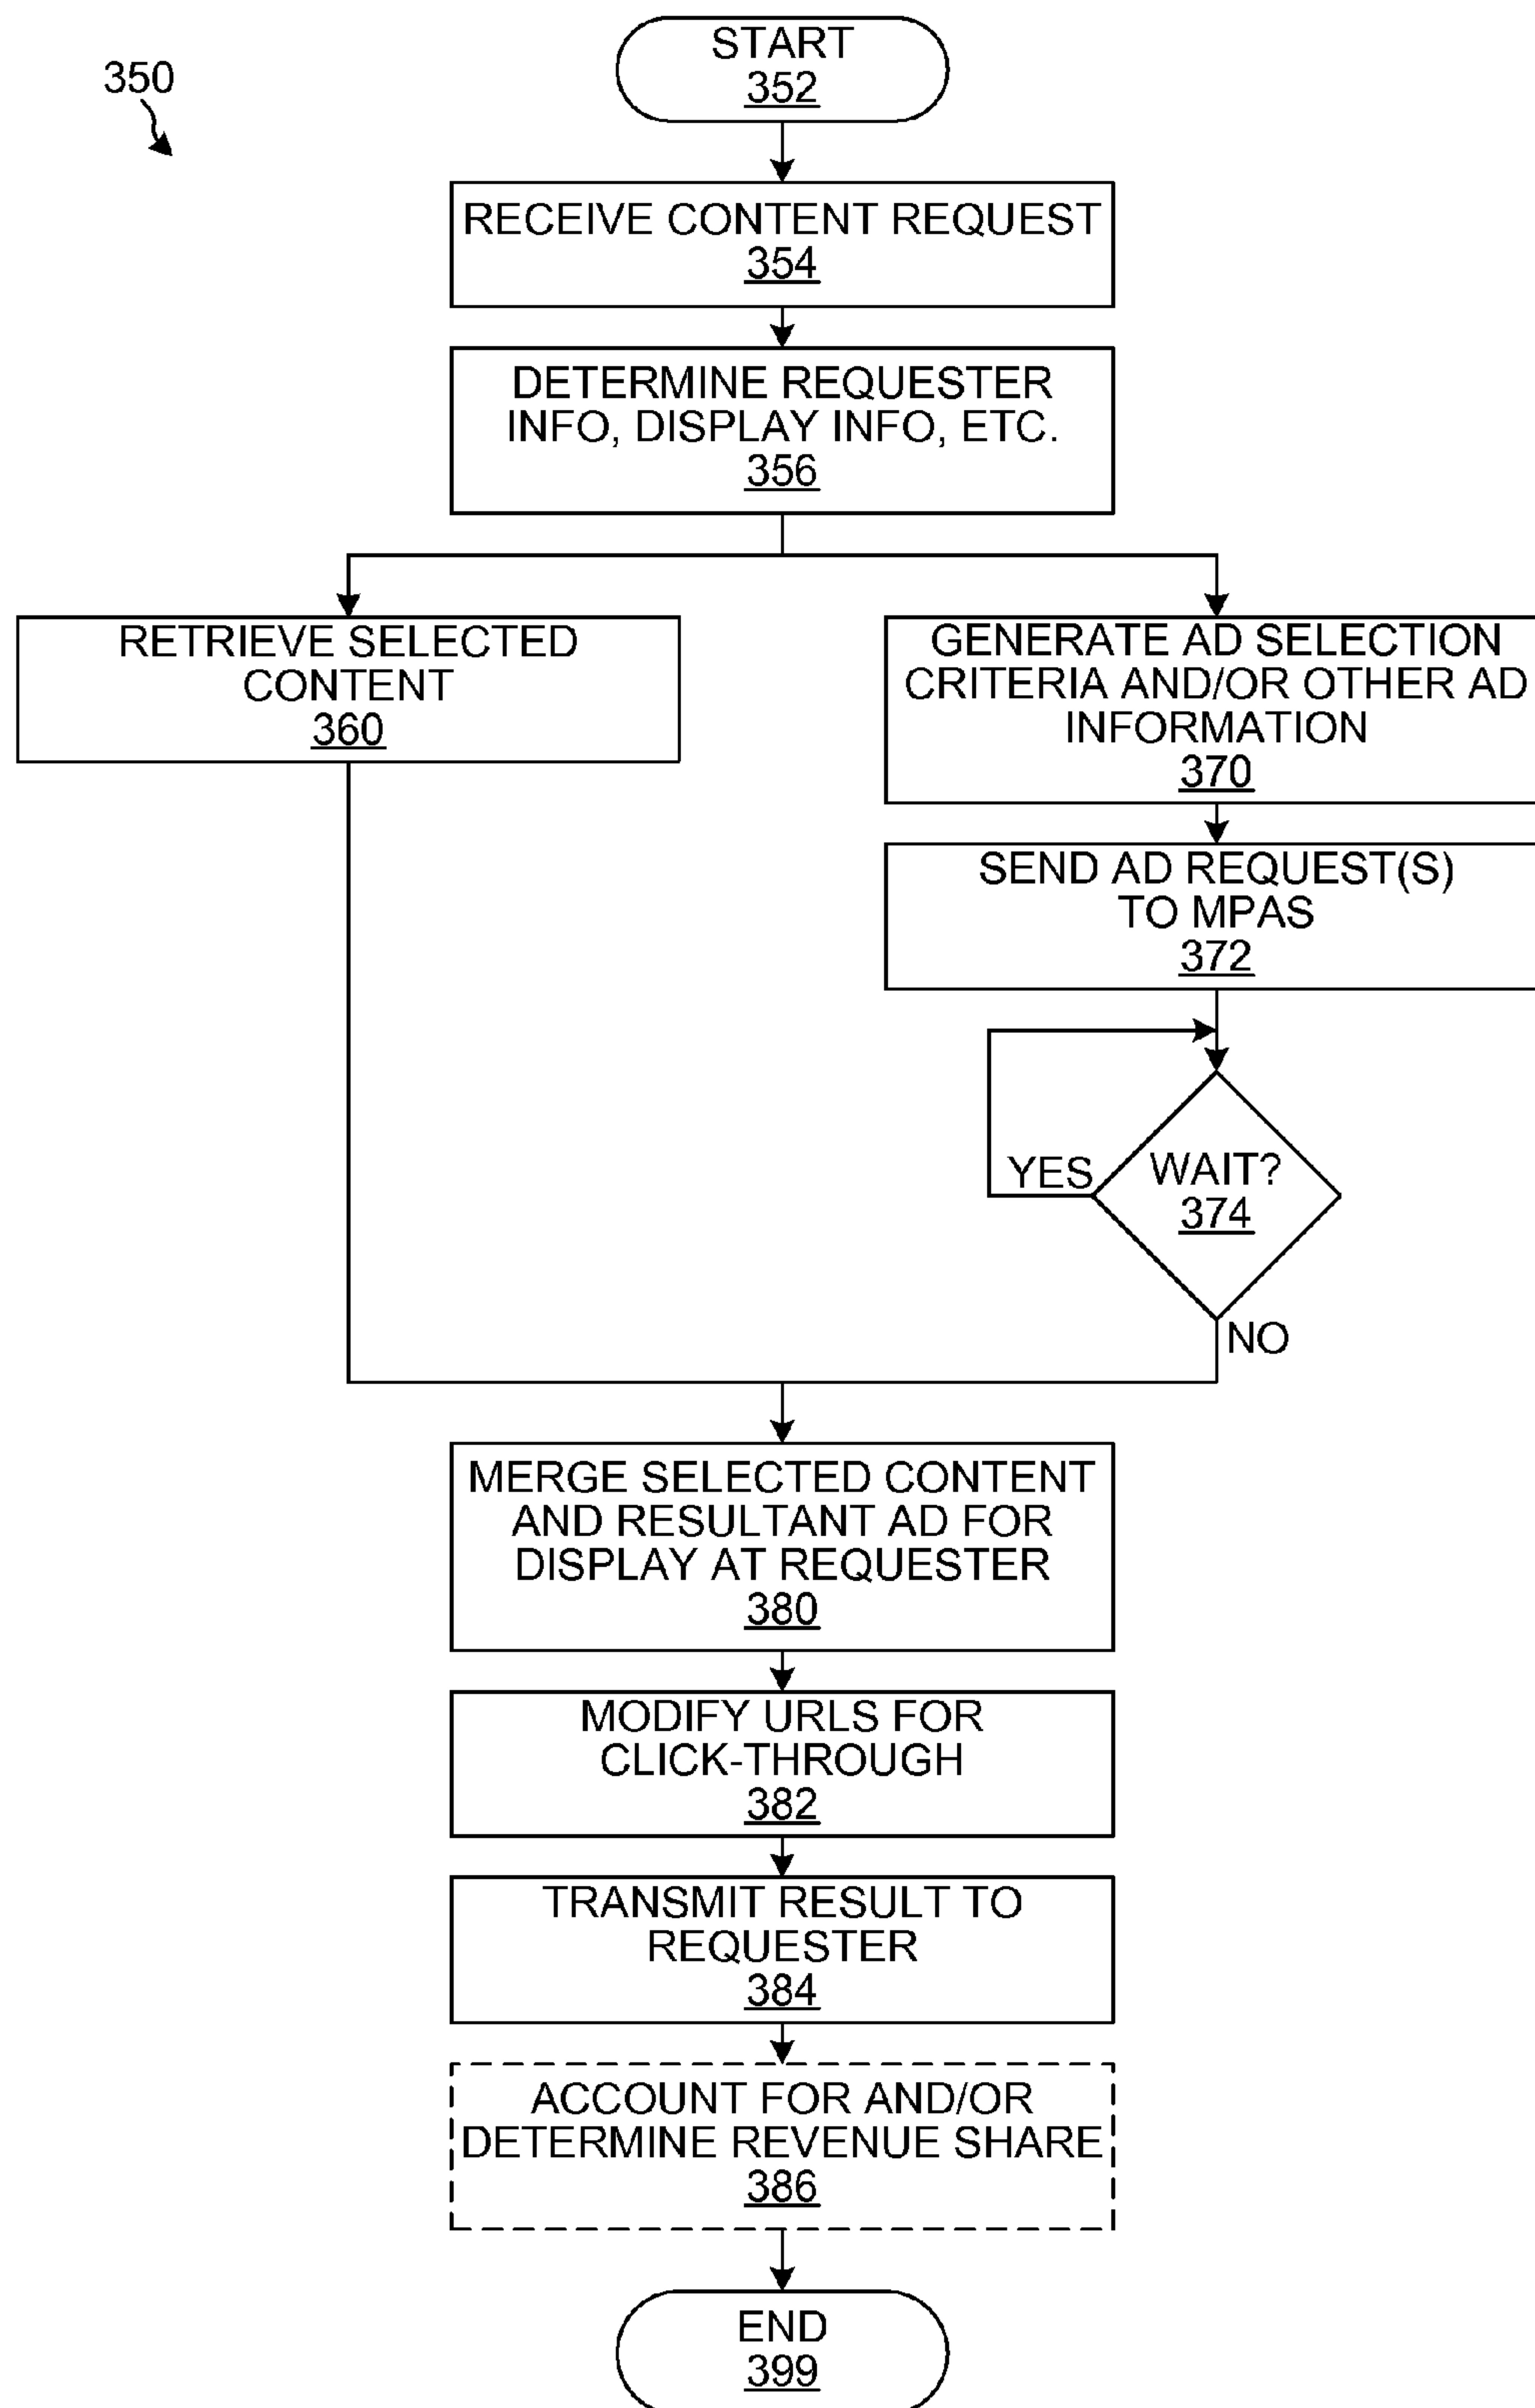 350
START
352
RECEIVE CONTENT REQUEST
354
DETERMINE REQUESTER
INFO, DISPLAY INFO, ETC.
356
RETRIEVE SELECTED
CONTENT
360
GENERATE AD SELECTION
CRITERIA AND/OR OTHER AD
INFORMATION
370
SEND AD REQUEST(S)
TO MPAS
372
YES
WAIT?
374
NO
MERGE SELECTED CONTENT
AND RESULTANT AD FOR
DISPLAY AT REQUESTER
380
MODIFY URLS FOR
CLICK-THROUGH
382
TRANSMIT RESULT TO
REQUESTER
384
ACCOUNT FOR AND/OR
DETERMINE REVENUE SHARE
386
END
399